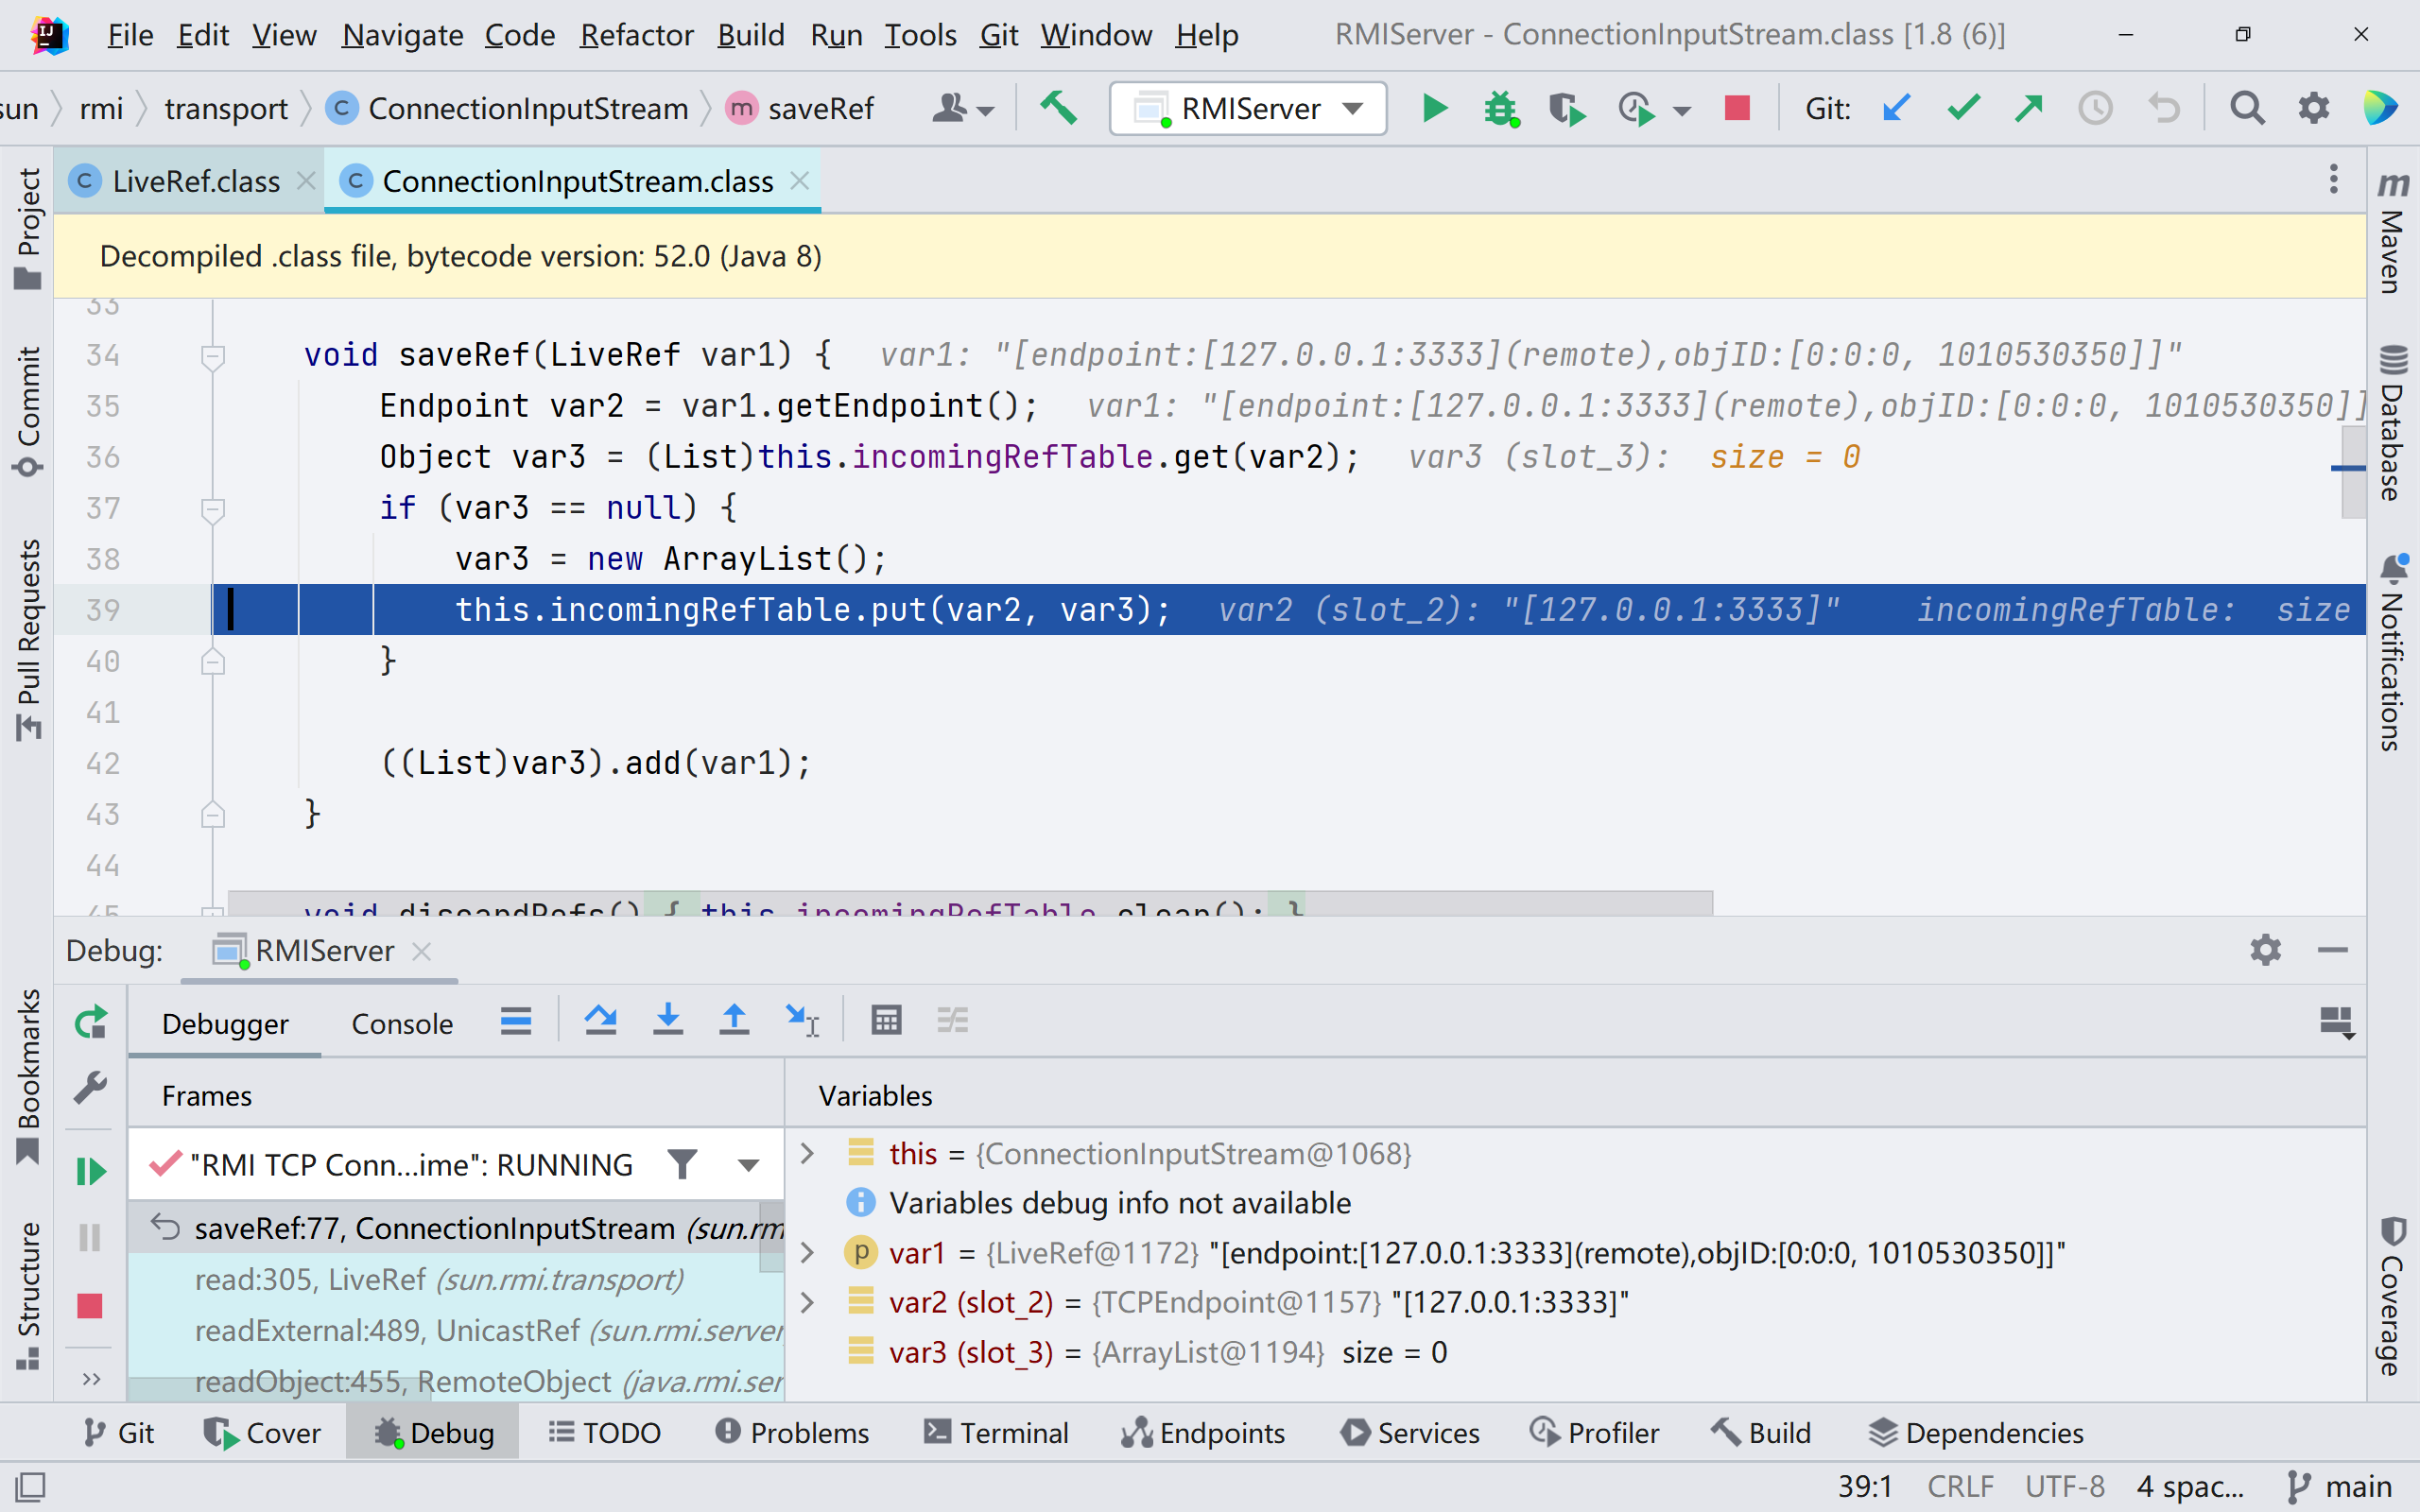 File Edit View Navigate Code Refactor Build Run Tools Git Window Help RMIServer - ConnectionInputStream.class [1.8 (6)]
sun rmi transport C ConnectionInputStream m saveRef RMIServer Git:
C LiveRef.class C ConnectionInputStream.class
Decompiled .class file, bytecode version: 52.0 (Java 8)
33
34 void saveRef(LiveRef var1) { var1: "[endpoint:[127.0.0.1:3333](remote),objID:[0:0:0, 1010530350]]"
35 Endpoint var2 = var1.getEndpoint(); var1: "[endpoint:[127.0.0.1:3333](remote),objID:[0:0:0, 1010530350]]
36 Object var3 = (List)this.incomingRefTable.get(var2); var3 (slot_3): size = 0
37 if (var3 == null) {
38 var3 = new ArrayList();
39 this.incomingRefTable.put(var2, var3); var2 (slot_2): "[127.0.0.1:3333]" incomingRefTable: size
40 }
41
42 ((List)var3).add(var1);
43 }
44
45 void discardRefs() { this.incomingRefTable.clear(); }
Project
Commit
Pull Requests
Bookmarks
Structure
m Maven
Database
Notifications
Coverage
Debug: RMIServer
Debugger Console
Frames
Variables
"RMI TCP Conn...ime": RUNNING
saveRef:77, ConnectionInputStream (sun.rm
read:305, LiveRef (sun.rmi.transport)
readExternal:489, UnicastRef (sun.rmi.server
readObject:455, RemoteObject (java.rmi.ser
this = {ConnectionInputStream@1068}
Variables debug info not available
p var1 = {LiveRef@1172} "[endpoint:[127.0.0.1:3333](remote),objID:[0:0:0, 1010530350]]"
var2 (slot_2) = {TCPEndpoint@1157} "[127.0.0.1:3333]"
var3 (slot_3) = {ArrayList@1194} size = 0
Git Cover Debug TODO Problems Terminal Endpoints Services Profiler Build Dependencies
39:1 CRLF UTF-8 4 spac... main